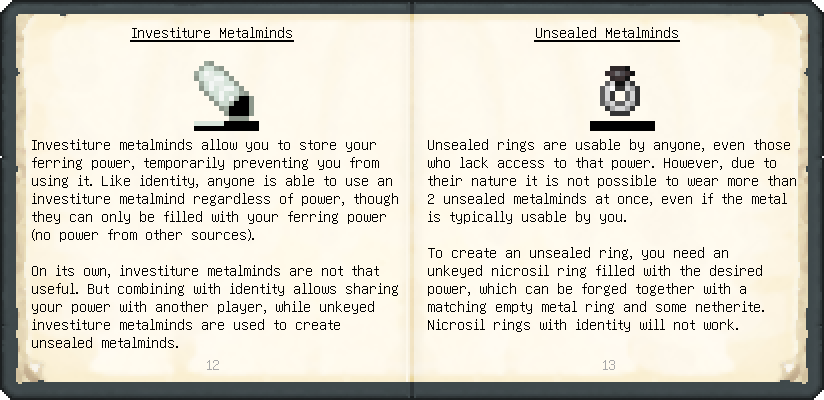 Investiture Metalminds
Investiture metalminds allow you to store your
ferring power, temporarily preventing you from
using it. Like identity, anyone is able to use an
investiture metalmind regardless of power, though
they can only be filled with your ferring power
(no power from other sources).
On its own, investiture metalminds are not that
useful. But combining with identity allows sharing
your power with another player, while unkeyed
investiture metalminds are used to create
unsealed metalminds.
12
Unsealed Metalminds
Unsealed rings are usable by anyone, even those
who lack access to that power. However, due to
their nature it is not possible to wear more than
2 unsealed metalminds at once, even if the metal
is typically usable by you.
To create an unsealed ring, you need an
unkeyed nicrosil ring filled with the desired
power, which can be forged together with a
matching empty metal ring and some netherite.
Nicrosil rings with identity will not work.
13